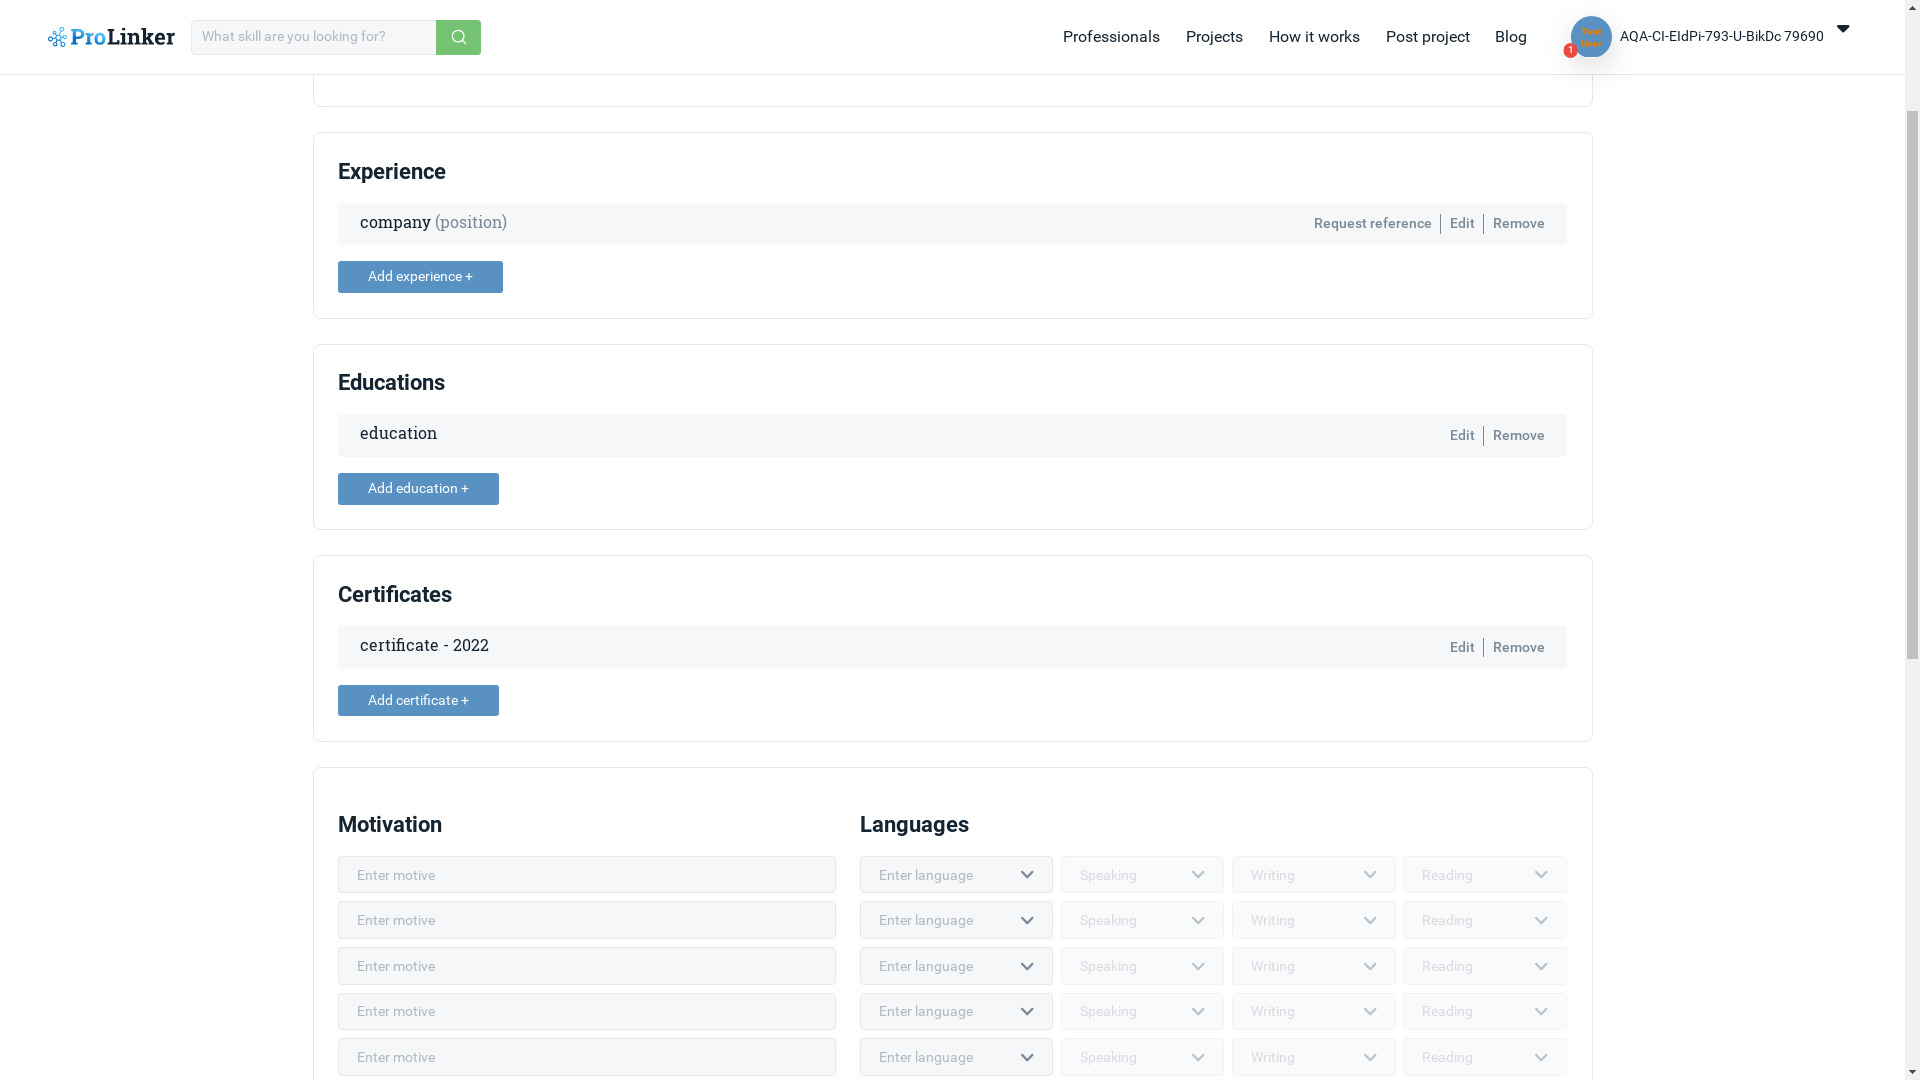 ProLinker
What skill are you looking for?
Professionals
Projects
How it works
Post project
Blog
Test
User
1
AQA-CI-EIdPi-793-U-BikDc 79690
Experience
company (position)
Request reference
Edit
Remove
Add experience +
Educations
education
Edit
Remove
Add education +
Certificates
certificate - 2022
Edit
Remove
Add certificate +
Motivation
Languages
Enter motive
Enter language
Speaking
Writing
Reading
Enter motive
Enter language
Speaking
Writing
Reading
Enter motive
Enter language
Speaking
Writing
Reading
Enter motive
Enter language
Speaking
Writing
Reading
Enter motive
Enter language
Speaking
Writing
Reading